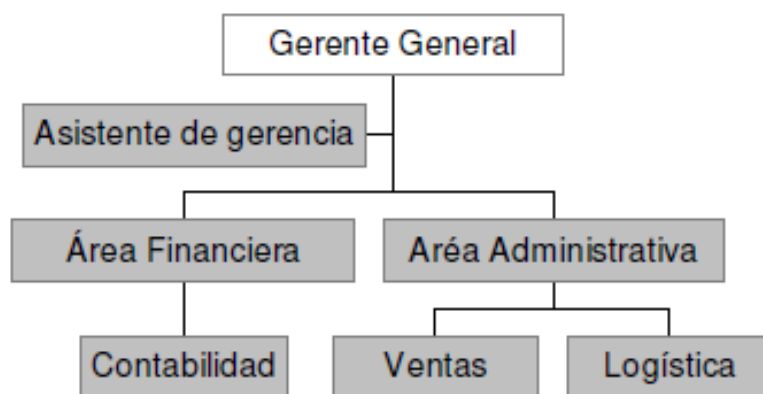 Gerente General
Asistente de gerencia
Área Financiera
Aréa Administrativa
Contabilidad
Ventas
Logística